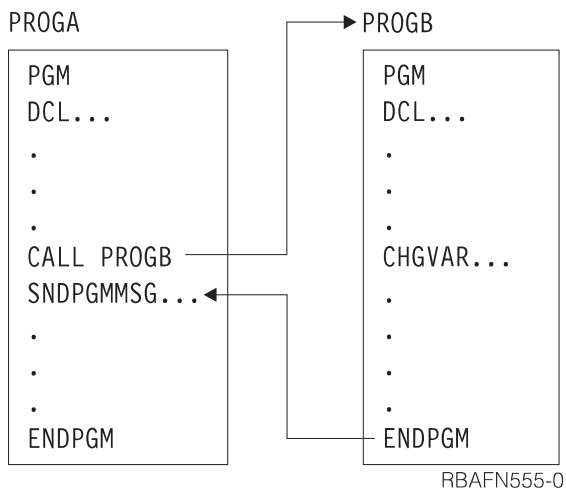 PROGA
PGM
DCL...
.
.
.
CALL PROGB
SNDPGMMSG...
.
.
.
ENDPGM
PROGB
PGM
DCL...
.
.
.
CHGVAR...
.
.
.
.
ENDPGM
RBAFN555-0